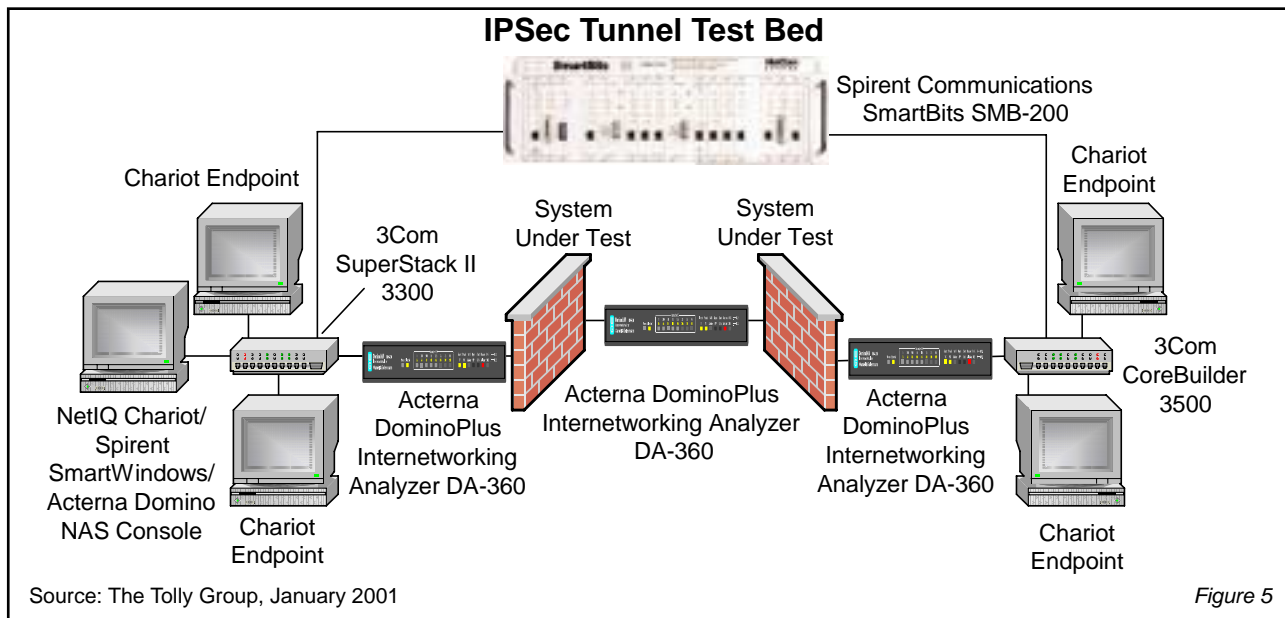 IPSec Tunnel Test Bed
SmartBits
Spirent Communications
SmartBits SMB-200
Chariot Endpoint
Chariot
Endpoint
System
Under Test
System
Under Test
3Com
SuperStack II
3300
3Com
CoreBuilder
3500
NetIQ Chariot/
Spirent
SmartWindows/
Acterna Domino
NAS Console
Chariot
Endpoint
Acterna
DominoPlus
Internetworking
Analyzer DA-360
Acterna DominoPlus
Internetworking Analyzer
DA-360
Acterna
DominoPlus
Internetworking
Analyzer DA-360
Chariot
Endpoint
Source: The Tolly Group, January 2001
Figure 5